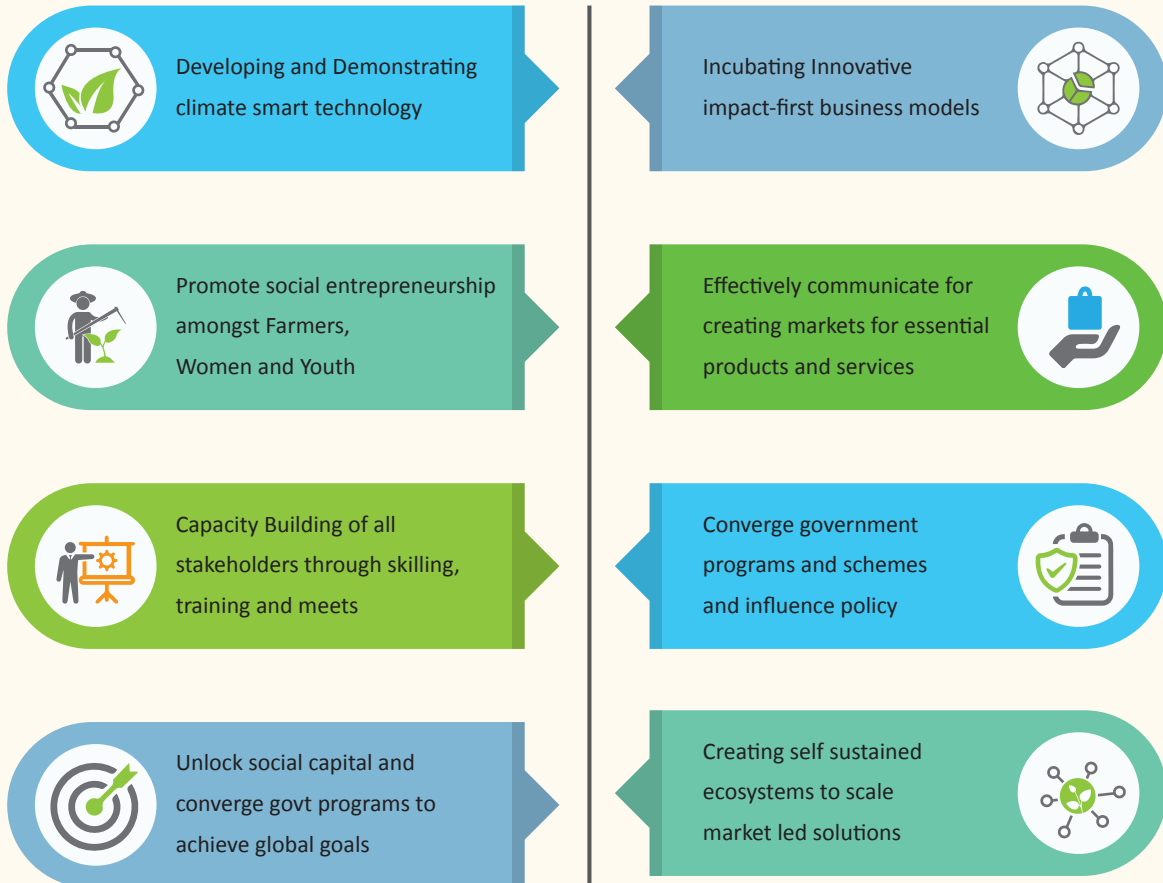 Developing and Demonstrating
climate smart technology
Incubating Innovative
impact-first business models
Promote social entrepreneurship
amongst Farmers,
Women and Youth
Effectively communicate for
creating markets for essential
products and services
Capacity Building of all
stakeholders through skilling,
training and meets
Converge government
programs and schemes
and influence policy
Unlock social capital and
converge govt programs to
achieve global goals
Creating self sustained
ecosystems to scale
market led solutions